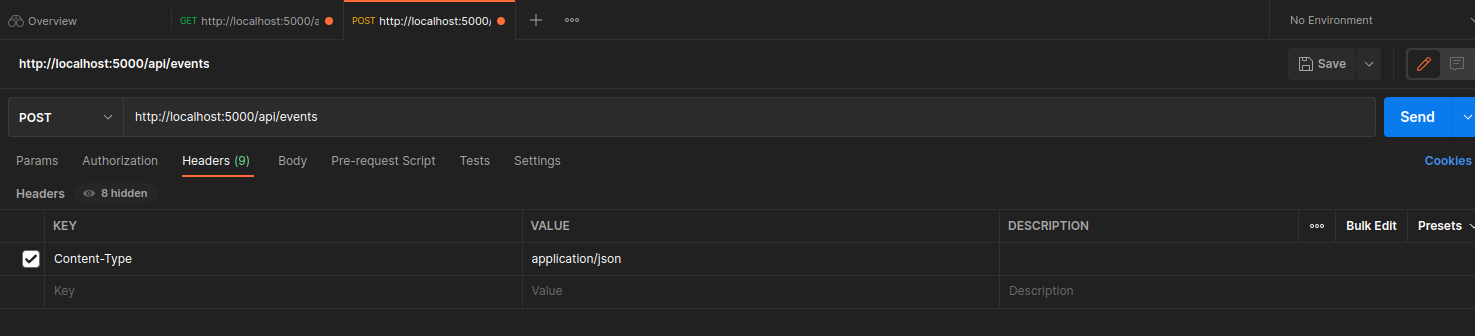 Overview
GET http://localhost:5000/a
POST http://localhost:5000/
No Environment
http://localhost:5000/api/events
Save
POST http://localhost:5000/api/events Send
Params Authorization Headers (9) Body Pre-request Script Tests Settings Cookies
Headers 8 hidden
KEY VALUE DESCRIPTION Bulk Edit Presets
Content-Type application/json
Key Value Description